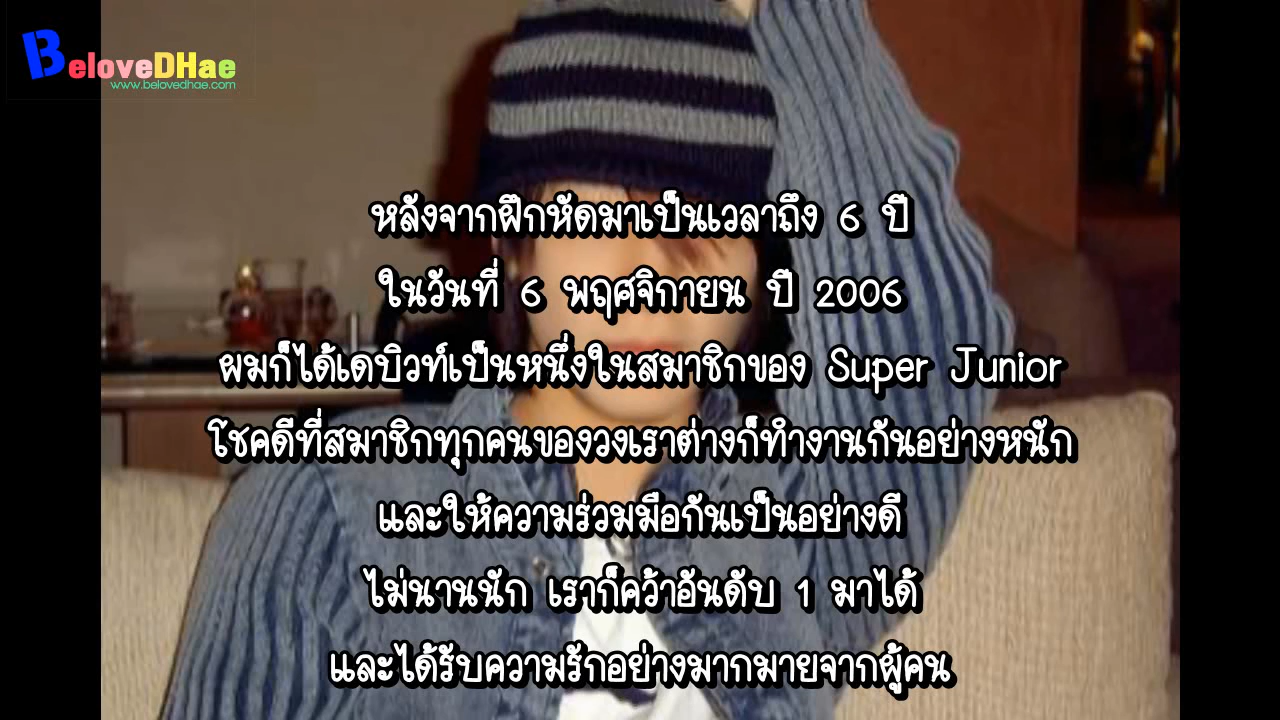 BeloveDHae
www.belovedhae.com
หลังจากฝึกหัดมาเป็นเวลาถึง 6 ปี
ในวันที่ 6 พฤศจิกายน ปี 2006
ผมก็ได้เดบิวท์เป็นหนึ่งในสมาชิกของ Super Junior
โชคดีที่สมาชิกทุกคนของวงเราต่างก็ทำงานกันอย่างหนัก
และให้ความร่วมมือกันเป็นอย่างดี
ไม่นานนัก เราก็คว้าอันดับ 1 มาได้
และได้รับความรักอย่างมากมายจากผู้คน